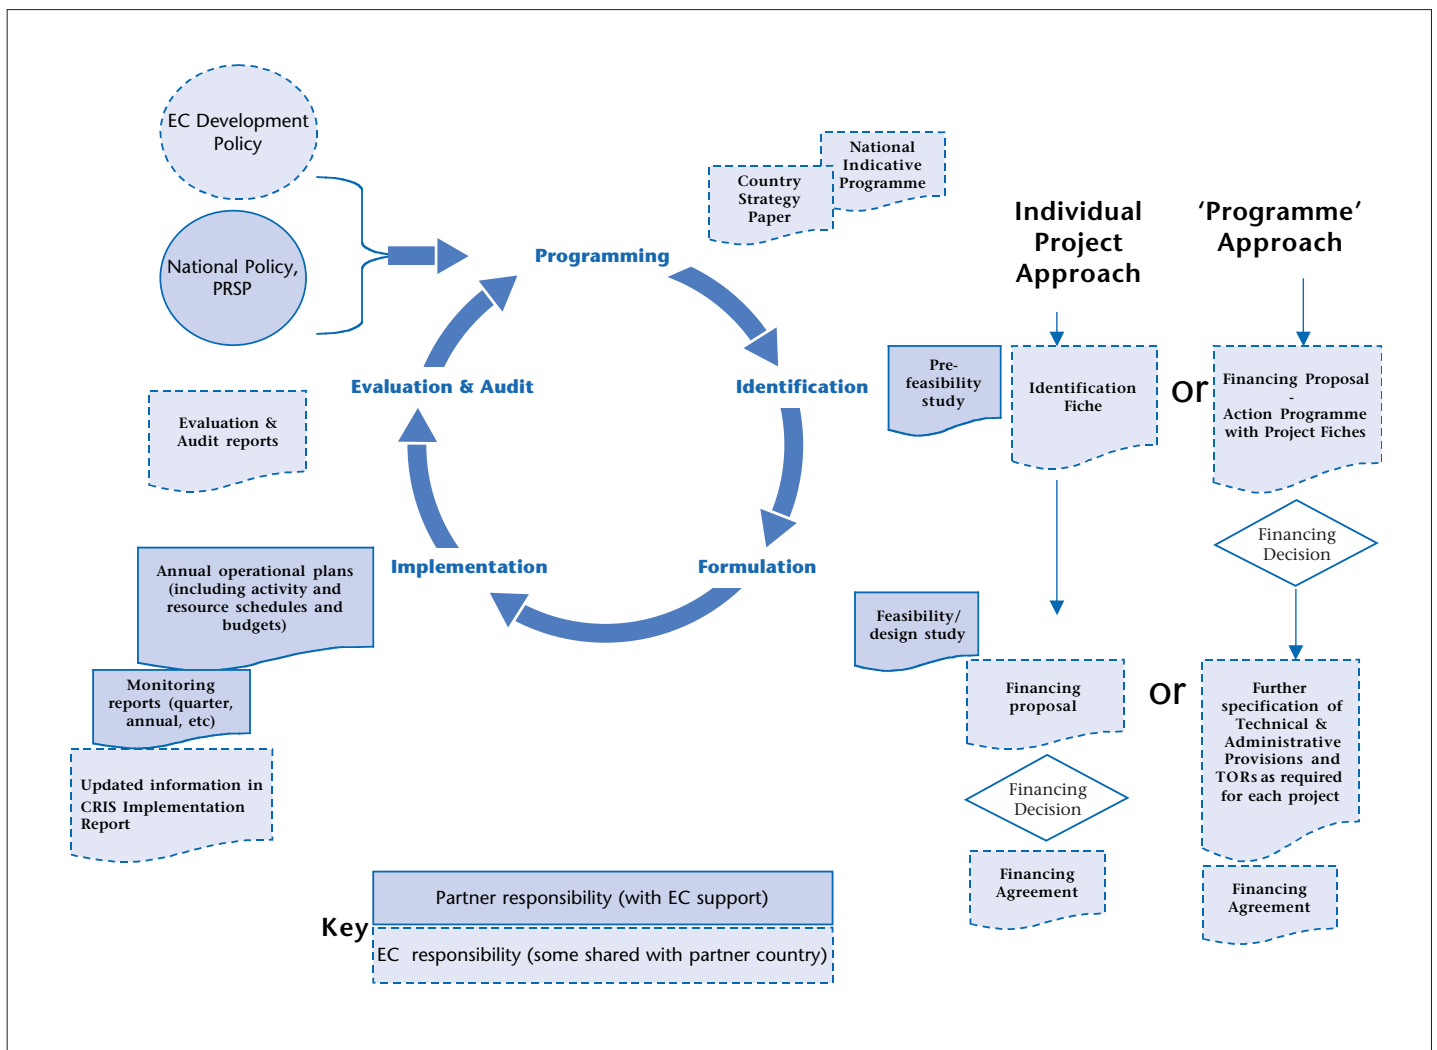 EC Development
Policy
National Policy,
PRSP
National
Indicative
Programme
Country
Strategy
Paper
Programming
Individual
Project
Approach
‘Programme’
Approach
Evaluation & Audit
Identification
Pre-
feasibility
study
Identification
Fiche
or
Financing Proposal
-
Action Programme
with Project Fiches
Evaluation &
Audit reports
Financing
Decision
Implementation
Formulation
Annual operational plans
(including activity and
resource schedules and
budgets)
Feasibility/
design study
Monitoring
reports (quarter,
annual, etc)
Financing
proposal
or
Further
specification of
Technical &
Administrative
Provisions and
TORs as required
for each project
Updated information in
CRIS Implementation
Report
Financing
Decision
Financing
Agreement
Financing
Agreement
Key
Partner responsibility (with EC support)
EC responsibility (some shared with partner country)